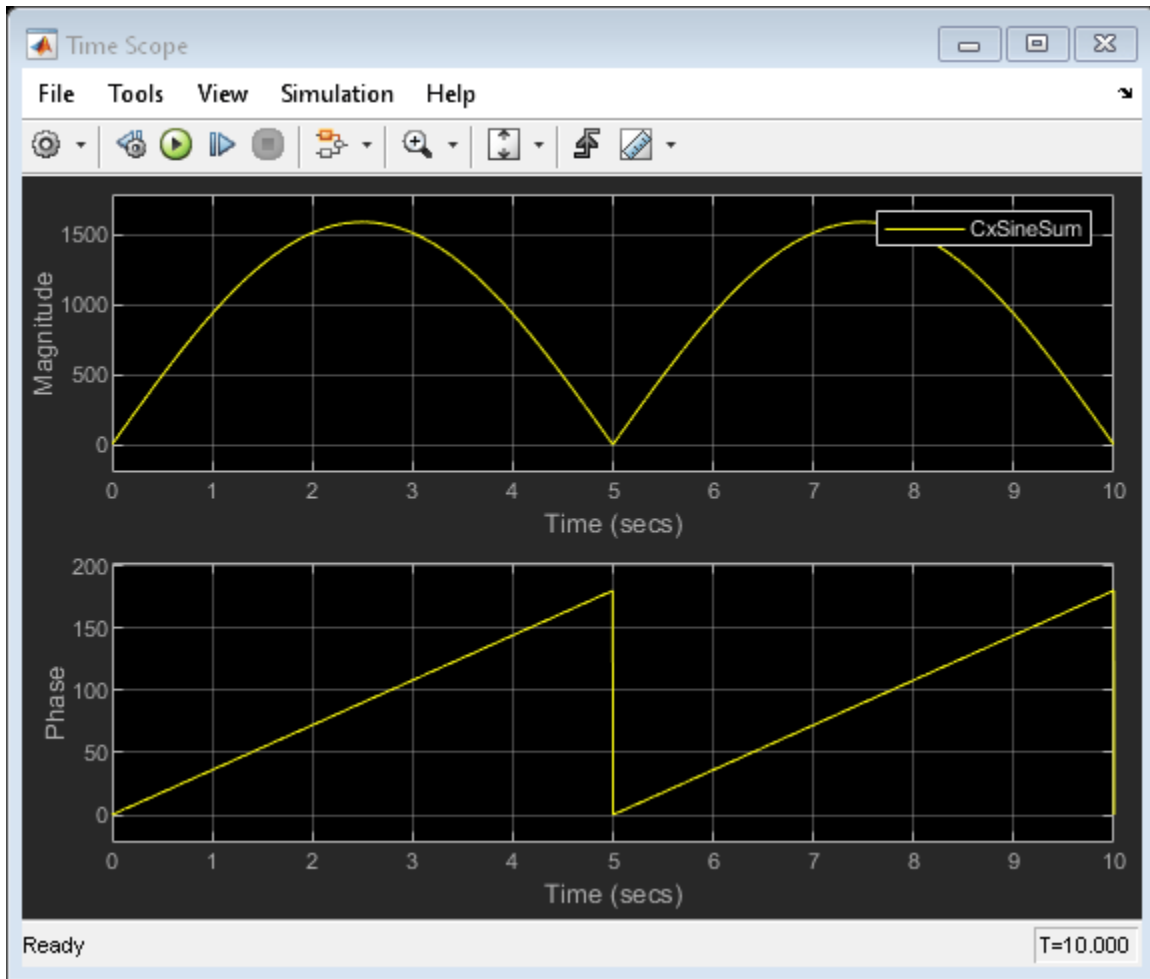 Time Scope
File Tools View Simulation Help
CxSineSum
Magnitude
1500
1000
500
0
0 1 2 3 4 5 6 7 8 9 10
Time (secs)
Phase
200
150
100
50
0
0 1 2 3 4 5 6 7 8 9 10
Time (secs)
Ready T=10.000